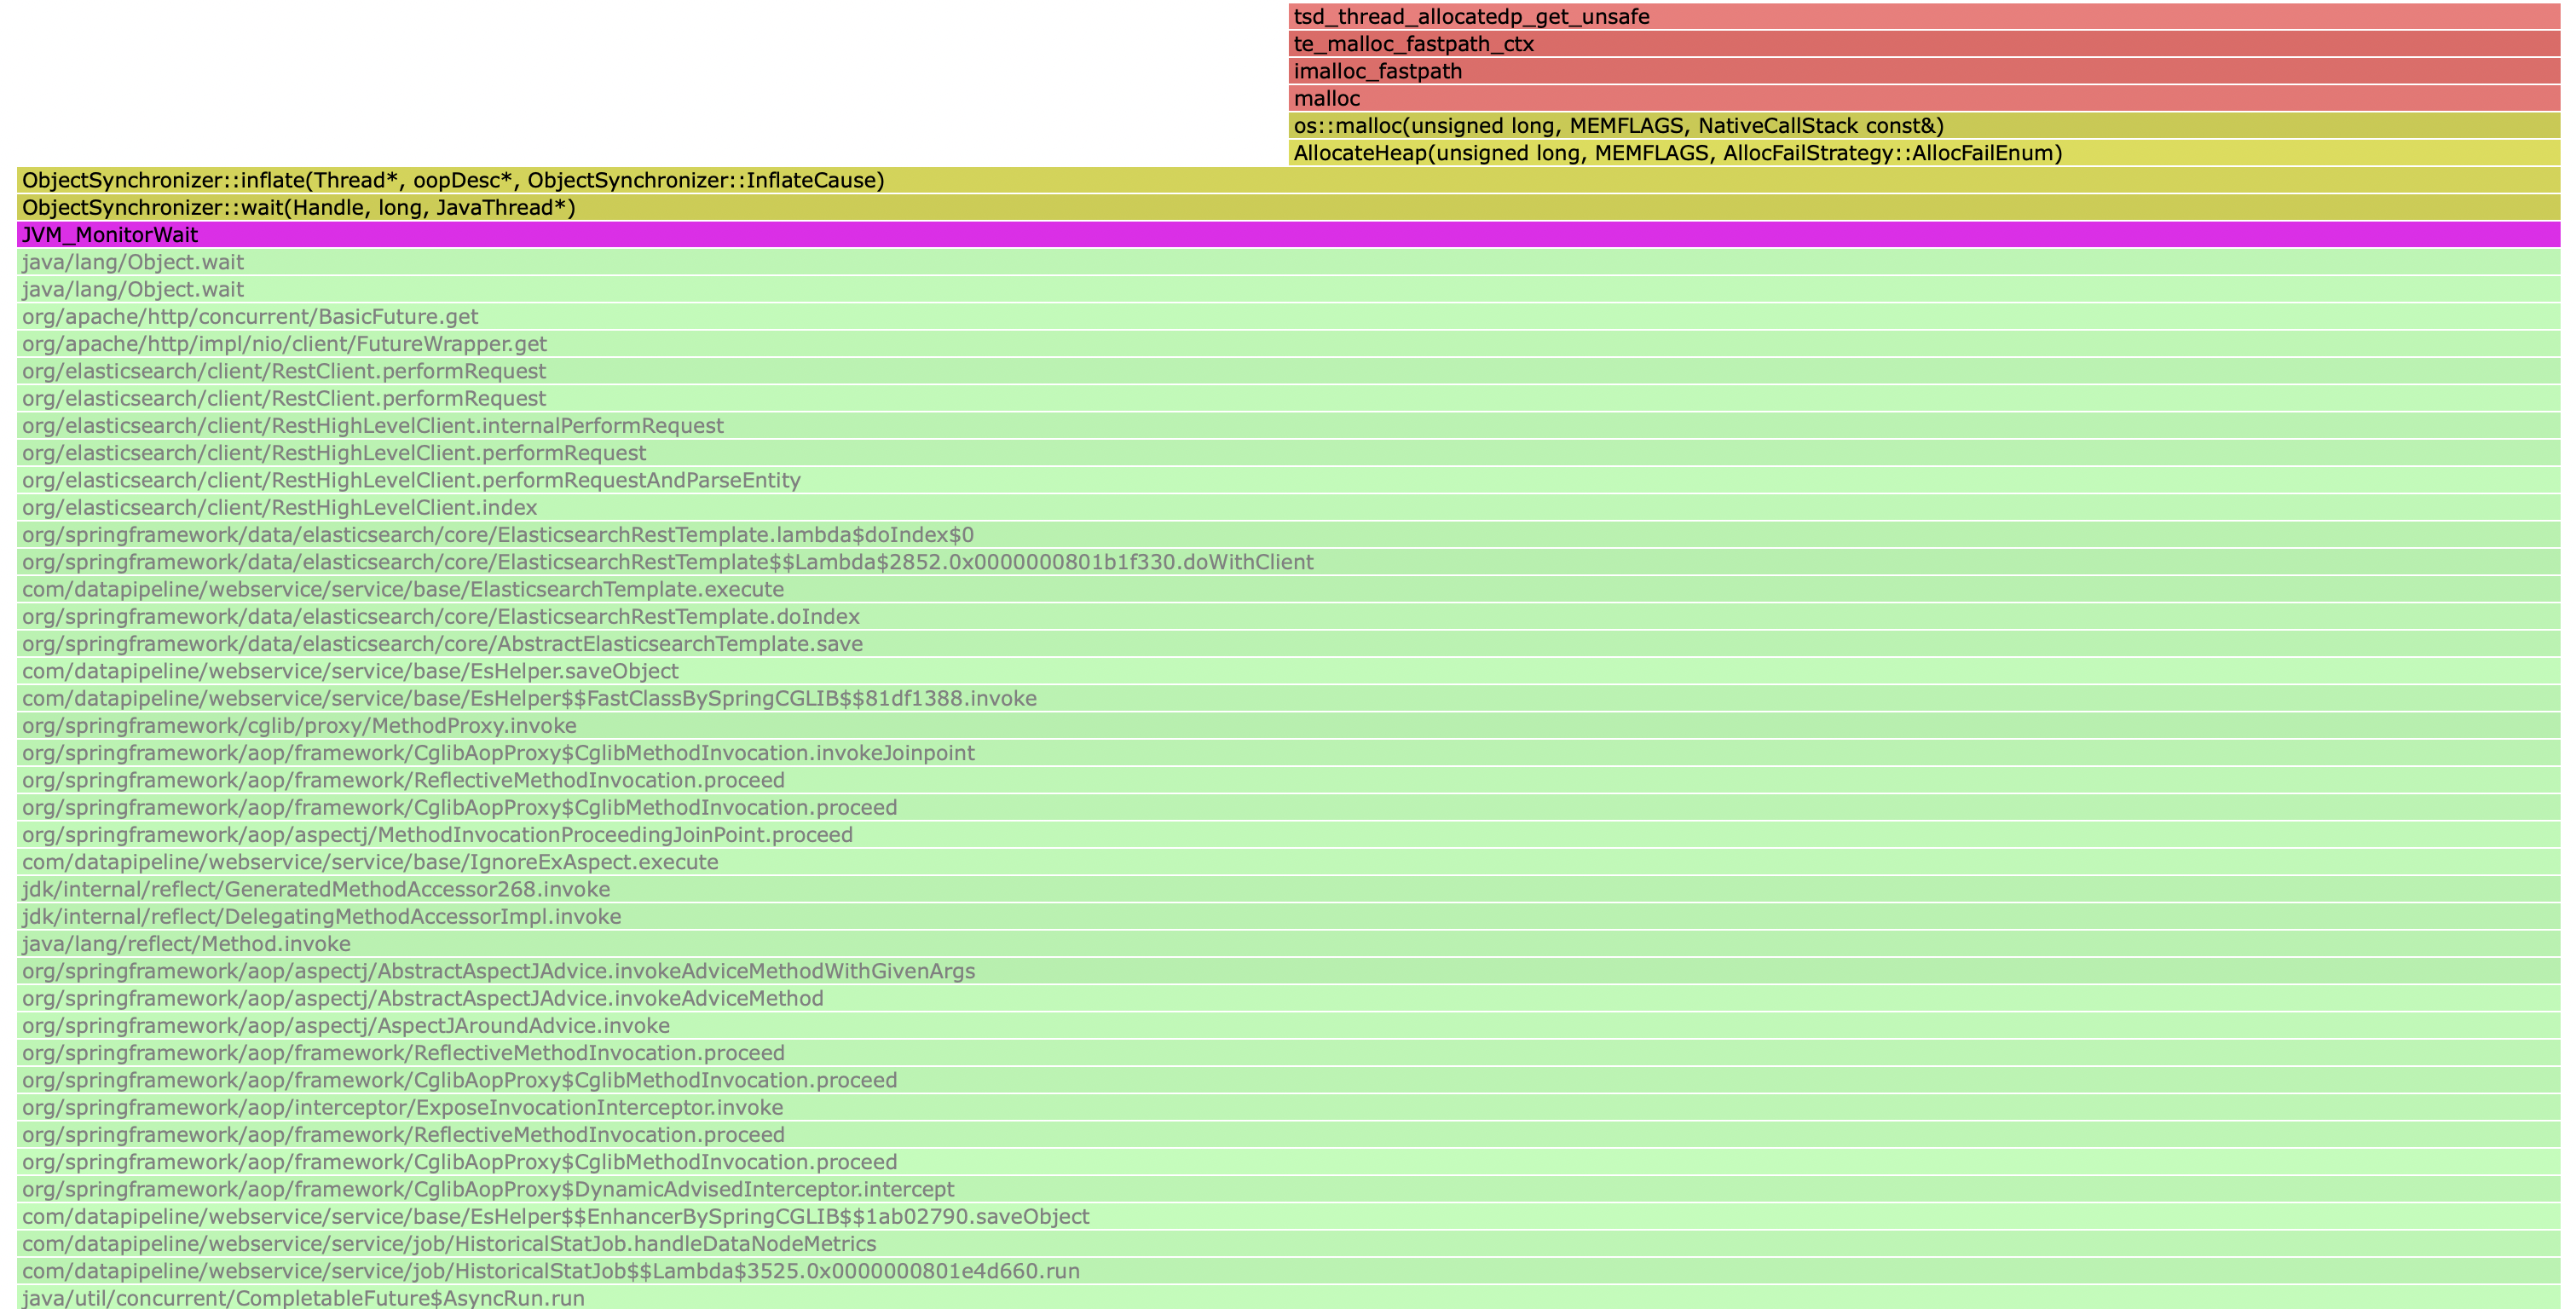 tsd_thread_allocatedp_get_unsafe
te_malloc_fastpath_ctx
imalloc_fastpath
malloc
os::malloc(unsigned long, MEMFLAGS, NativeCallStack const&)
AllocateHeap(unsigned long, MEMFLAGS, AllocFailStrategy::AllocFailEnum)
ObjectSynchronizer::inflate(Thread*, oopDesc*, ObjectSynchronizer::InflateCause)
ObjectSynchronizer::wait(Handle, long, JavaThread*)
JVM_MonitorWait
java/lang/Object.wait
java/lang/Object.wait
org/apache/http/concurrent/BasicFuture.get
org/apache/http/impl/nio/client/FutureWrapper.get
org/elasticsearch/client/RestClient.performRequest
org/elasticsearch/client/RestClient.performRequest
org/elasticsearch/client/RestHighLevelClient.internalPerformRequest
org/elasticsearch/client/RestHighLevelClient.performRequest
org/elasticsearch/client/RestHighLevelClient.performRequestAndParseEntity
org/elasticsearch/client/RestHighLevelClient.index
org/springframework/data/elasticsearch/core/ElasticsearchRestTemplate.lambda$doIndex$0
org/springframework/data/elasticsearch/core/ElasticsearchRestTemplate$$Lambda$2852.0x0000000801b1f330.doWithClient
com/datapipeline/webservice/service/base/ElasticsearchTemplate.execute
org/springframework/data/elasticsearch/core/ElasticsearchRestTemplate.doIndex
org/springframework/data/elasticsearch/core/AbstractElasticsearchTemplate.save
com/datapipeline/webservice/service/base/EsHelper.saveObject
com/datapipeline/webservice/service/base/EsHelper$$FastClassBySpringCGLIB$$81df1388.invoke
org/springframework/cglib/proxy/MethodProxy.invoke
org/springframework/aop/framework/CglibAopProxy$CglibMethodInvocation.invokeJoinpoint
org/springframework/aop/framework/ReflectiveMethodInvocation.proceed
org/springframework/aop/framework/CglibAopProxy$CglibMethodInvocation.proceed
org/springframework/aop/aspectj/MethodInvocationProceedingJoinPoint.proceed
com/datapipeline/webservice/service/base/IgnoreExAspect.execute
jdk/internal/reflect/GeneratedMethodAccessor268.invoke
jdk/internal/reflect/DelegatingMethodAccessorImpl.invoke
java/lang/reflect/Method.invoke
org/springframework/aop/aspectj/AbstractAspectJAdvice.invokeAdviceMethodWithGivenArgs
org/springframework/aop/aspectj/AbstractAspectJAdvice.invokeAdviceMethod
org/springframework/aop/aspectj/AspectJAroundAdvice.invoke
org/springframework/aop/framework/ReflectiveMethodInvocation.proceed
org/springframework/aop/framework/CglibAopProxy$CglibMethodInvocation.proceed
org/springframework/aop/interceptor/ExposeInvocationInterceptor.invoke
org/springframework/aop/framework/ReflectiveMethodInvocation.proceed
org/springframework/aop/framework/CglibAopProxy$CglibMethodInvocation.proceed
org/springframework/aop/framework/CglibAopProxy$DynamicAdvisedInterceptor.intercept
com/datapipeline/webservice/service/base/EsHelper$$EnhancerBySpringCGLIB$$1ab02790.saveObject
com/datapipeline/webservice/service/job/HistoricalStatJob.handleDataNodeMetrics
com/datapipeline/webservice/service/job/HistoricalStatJob$$Lambda$3525.0x0000000801e4d660.run
java/util/concurrent/CompletableFuture$AsyncRun.run